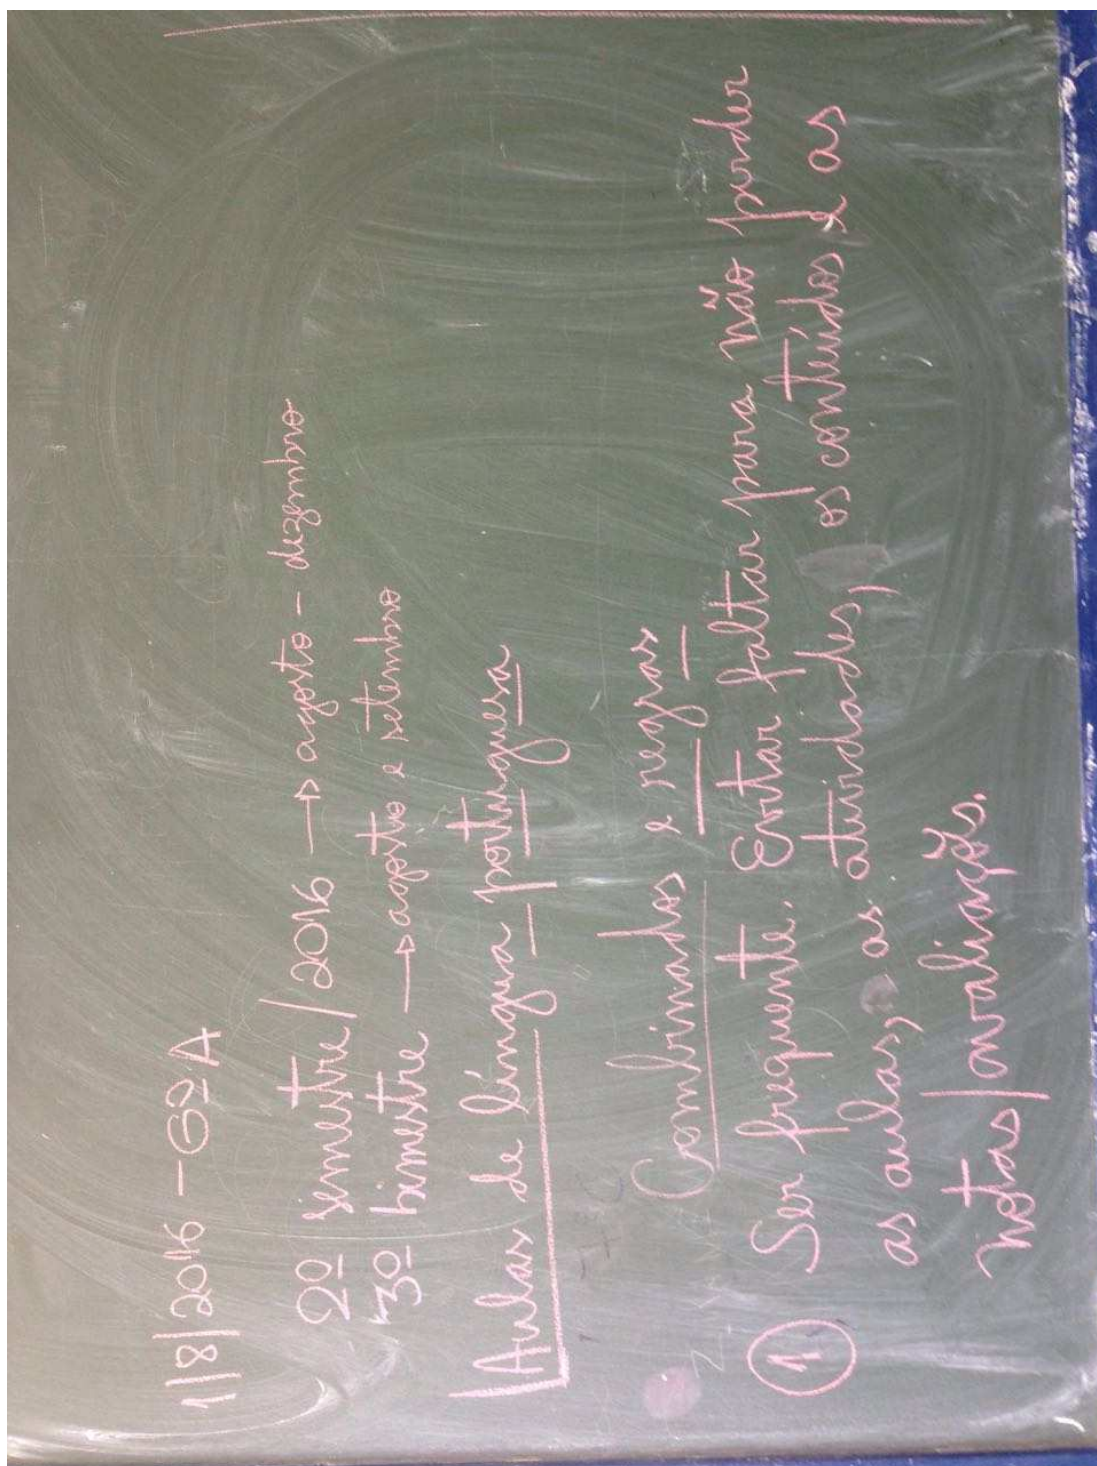 1/8/2016 - G2A
2º semestre/2016 → agosto - dezembro
3º bimestre → agosto e setembro
Aulas de língua portuguesa
Combinados e regras
1 Ser frequente. Evitar faltar para não perder
as aulas, as atividades, os conteúdos e as
notas/avaliações.